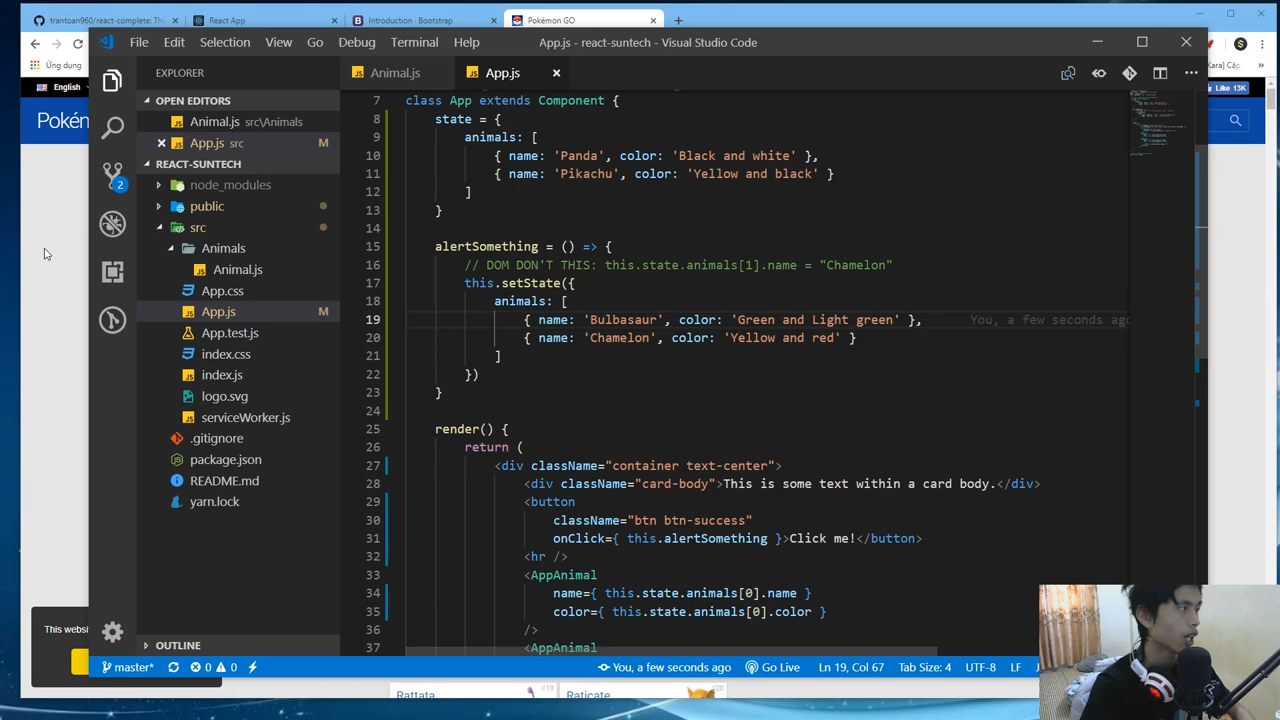 trantoan960/react-complete: Th
React App
Introduction · Bootstrap
Pokémon GO
File Edit Selection View Go Debug Terminal Help
App.js - react-suntech - Visual Studio Code
Ứng dụng
[Kara] Cập
English
Like 13K
Pokém
EXPLORER
OPEN EDITORS
Animal.js src\Animals
App.js src M
REACT-SUNTECH
node_modules
public
src
Animals
Animal.js
App.css
App.js M
App.test.js
index.css
index.js
logo.svg
serviceWorker.js
.gitignore
package.json
README.md
yarn.lock
OUTLINE
2
Animal.js
App.js
7 class App extends Component {
8 state = {
9 animals: [
10 { name: 'Panda', color: 'Black and white' },
11 { name: 'Pikachu', color: 'Yellow and black' }
12 ]
13 }
14
15 alertSomething = () => {
16 // DOM DON'T THIS: this.state.animals[1].name = "Chamelon"
17 this.setState({
18 animals: [
19 { name: 'Bulbasaur', color: 'Green and Light green' }, You, a few seconds ago
20 { name: 'Chamelon', color: 'Yellow and red' }
21 ]
22 })
23 }
24
25 render() {
26 return (
27 <div className="container text-center">
28 <div className="card-body">This is some text within a card body.</div>
29 <button
30 className="btn btn-success"
31 onClick={ this.alertSomething }>Click me!</button>
32 <hr />
33 <AppAnimal
34 name={ this.state.animals[0].name }
35 color={ this.state.animals[0].color }
36 />
37 <AppAnimal
This websit
master* 0 0 You, a few seconds ago Go Live Ln 19, Col 67 Tab Size: 4 UTF-8 LF
Rattata #19
Raticate #20